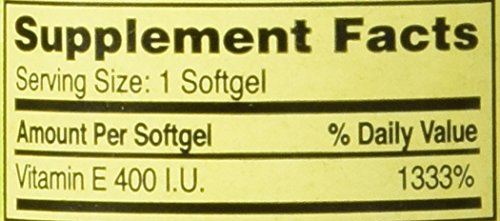 Supplement Facts
Serving Size: 1 Softgel
Amount Per Softgel % Daily Value
Vitamin E 400 I.U. 1333%